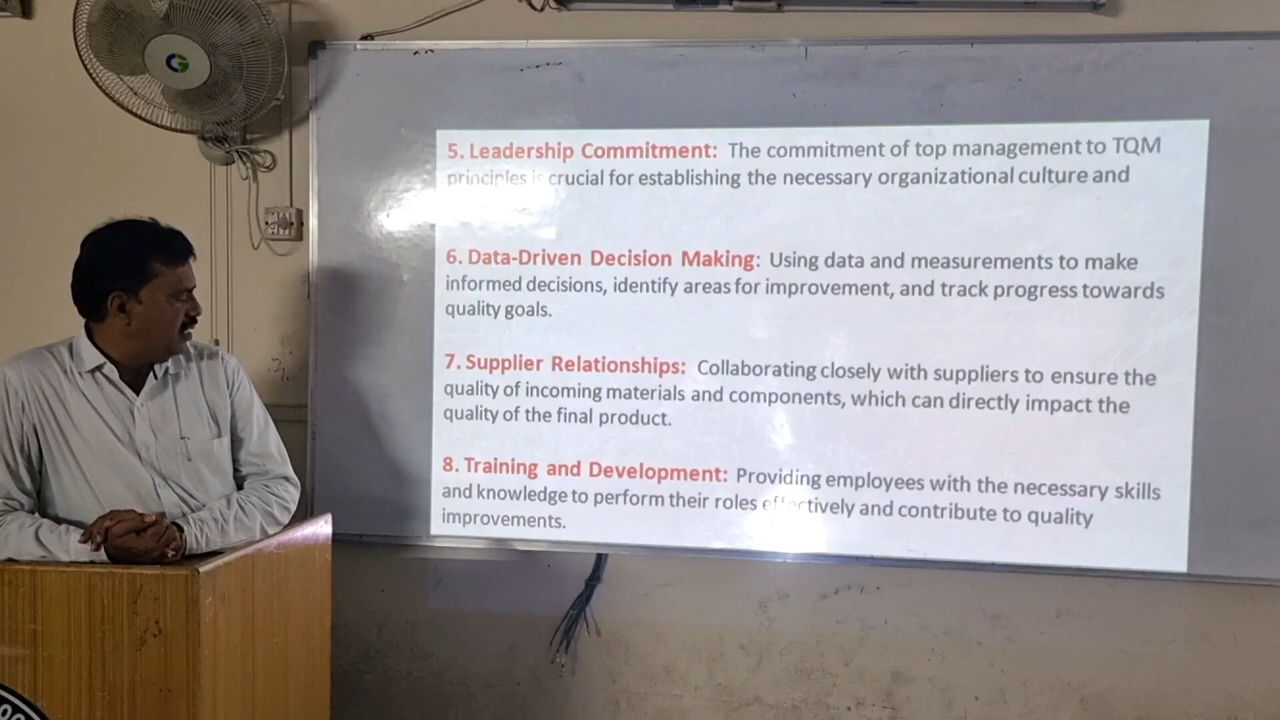 5. Leadership Commitment: The commitment of top management to TQM
principles is crucial for establishing the necessary organizational culture and
6. Data-Driven Decision Making: Using data and measurements to make
informed decisions, identify areas for improvement, and track progress towards
quality goals.
7. Supplier Relationships: Collaborating closely with suppliers to ensure the
quality of incoming materials and components, which can directly impact the
quality of the final product.
8. Training and Development: Providing employees with the necessary skills
and knowledge to perform their roles effectively and contribute to quality
improvements.